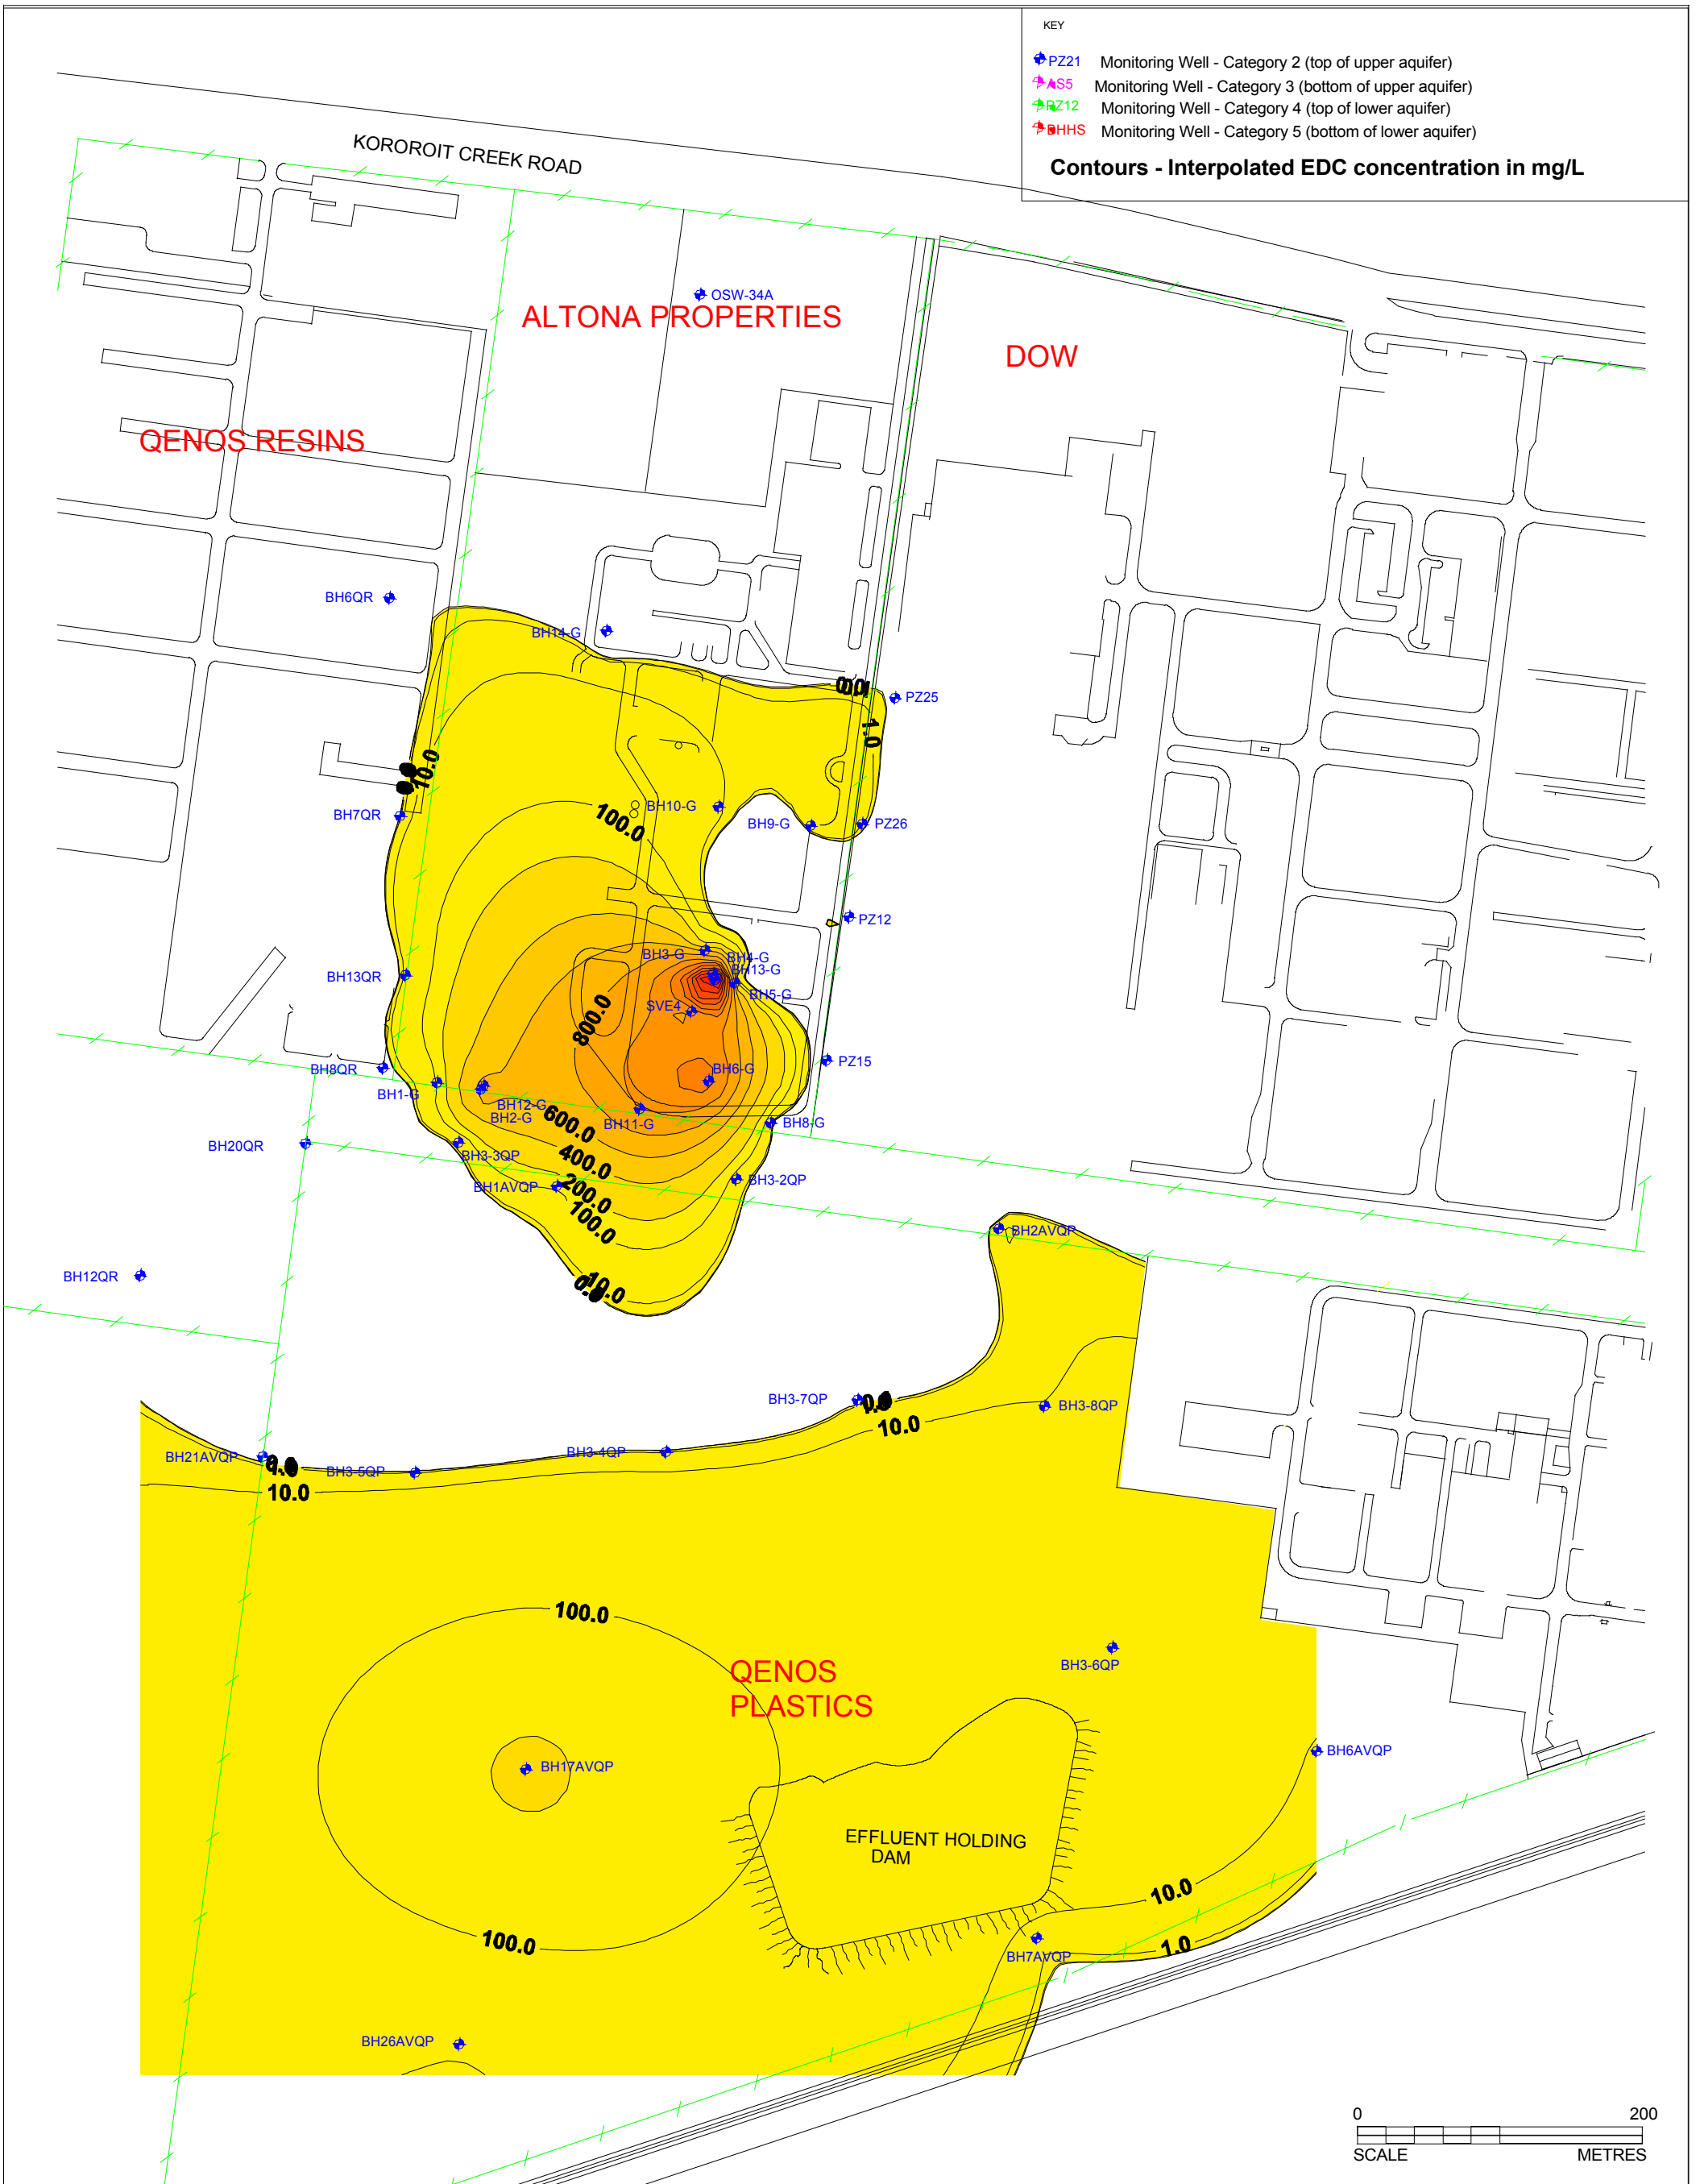 KEY
PZ21 Monitoring Well - Category 2 (top of upper aquifer)
AS5 Monitoring Well - Category 3 (bottom of upper aquifer)
PZ12 Monitoring Well - Category 4 (top of lower aquifer)
BHHS Monitoring Well - Category 5 (bottom of lower aquifer)
Contours - Interpolated EDC concentration in mg/L
KOROROIT CREEK ROAD
OSW-34A
ALTONA PROPERTIES
DOW
QENOS RESINS
BH6QR
BH14-G
PZ25
1.0
10.0
BH7QR
BH10-G
100.0
BH9-G
PZ26
PZ12
BH3-G
BH4-G
BH13-G
BH13QR
BH5-G
SVE4
800.0
PZ15
BH8QR
BH6-G
BH1-G
BH12-G
BH2-G
600.0
BH11-G
BH8-G
BH20QR
BH3-3QP
400.0
BH3-2QP
BH1AVQP
200.0
100.0
BH2AVQP
BH12QR
10.0
BH3-7QP
BH3-8QP
10.0
BH21AVQP
BH3-4QP
BH3-5QP
10.0
100.0
QENOS
PLASTICS
BH3-6QP
BH6AVQP
BH17AVQP
EFFLUENT HOLDING
DAM
10.0
100.0
BH7AVQP
1.0
BH26AVQP
0 200
SCALE METRES